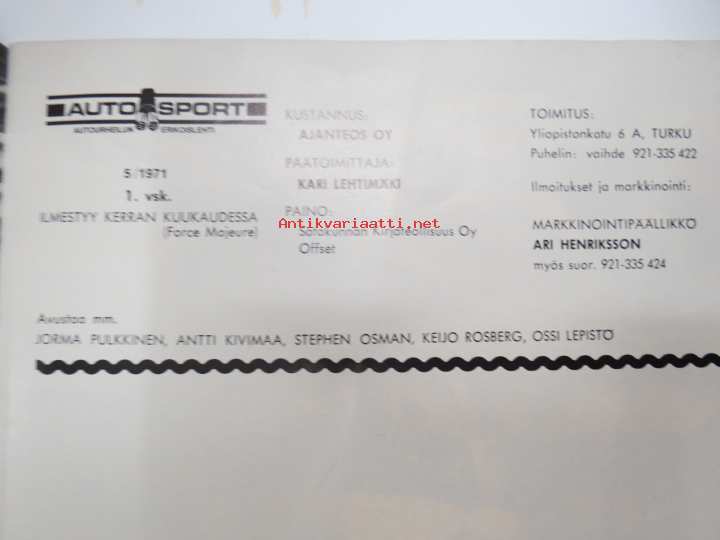 AUTO SPORT
AUTOURHEILUN ERIKOISLEHTI
5/1971
1. vsk.
ILMESTYY KERRAN KUUKAUDESSA
(Force Majeure)
KUSTANNUS:
AJANTEOS OY
PÄÄTOIMITTAJA:
KARI LEHTIMÄKI
PAINO:
Antikvariaatti.net
Satakunnan Kirjateollisuus Oy
Offset
TOIMITUS:
Yliopistonkatu 6 A, TURKU
Puhelin: vaihde 921-335 422
Ilmoitukset ja markkinointi:
MARKKINOINTIPÄÄLLIKKÖ
ARI HENRIKSSON
myös suor. 921-335 424
Avustaa mm.
JORMA PULKKINEN, ANTTI KIVIMAA, STEPHEN OSMAN, KEIJO ROSBERG, OSSI LEPISTÖ